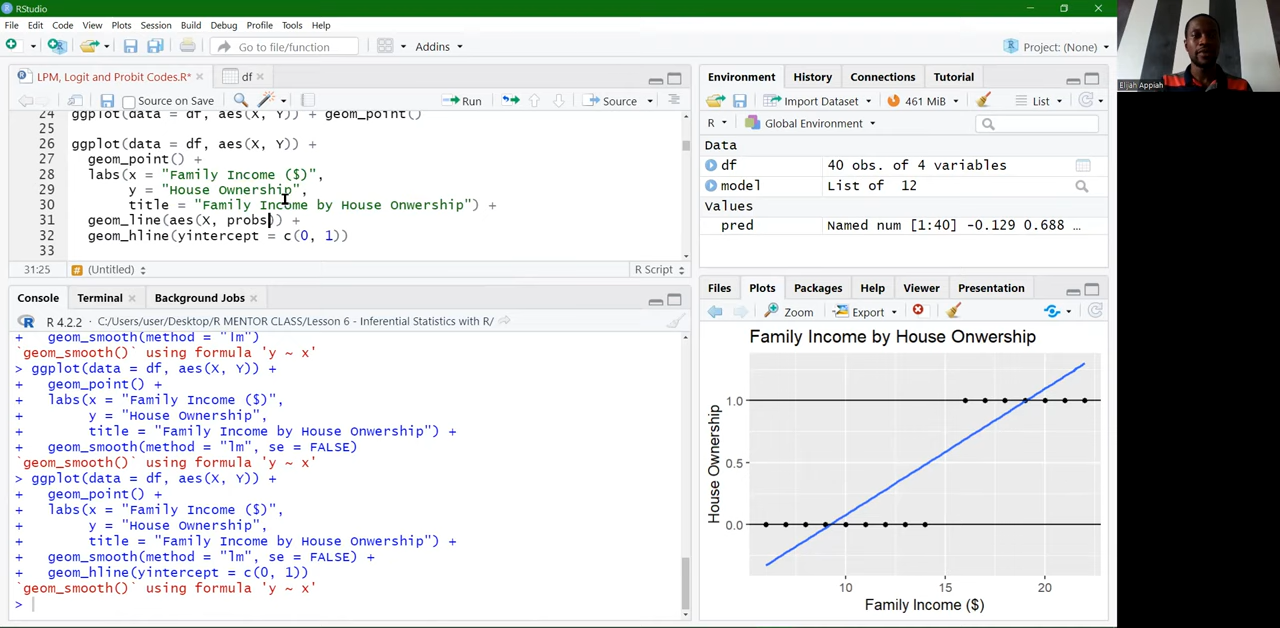 RStudio
File Edit Code View Plots Session Build Debug Profile Tools Help
Go to file/function Addins Project: (None)
LPM, Logit and Probit Codes.R* df
Source on Save Run Source
24 ggplot(data = df, aes(X, Y)) + geom_point()
25
26 ggplot(data = df, aes(X, Y)) +
27 geom_point() +
28 labs(x = "Family Income ($)",
29 y = "House Ownership",
30 title = "Family Income by House Onwership") +
31 geom_line(aes(X, probs)) +
32 geom_hline(yintercept = c(0, 1))
33
31:25 (Untitled) R Script
Console Terminal Background Jobs
R 4.2.2 · C:/Users/user/Desktop/R MENTOR CLASS/Lesson 6 - Inferential Statistics with R/
+ geom_smooth(method = "lm")
`geom_smooth()` using formula 'y ~ x'
> ggplot(data = df, aes(X, Y)) +
+ geom_point() +
+ labs(x = "Family Income ($)",
+ y = "House Ownership",
+ title = "Family Income by House Onwership") +
+ geom_smooth(method = "lm", se = FALSE)
`geom_smooth()` using formula 'y ~ x'
> ggplot(data = df, aes(X, Y)) +
+ geom_point() +
+ labs(x = "Family Income ($)",
+ y = "House Ownership",
+ title = "Family Income by House Onwership") +
+ geom_smooth(method = "lm", se = FALSE) +
+ geom_hline(yintercept = c(0, 1))
`geom_smooth()` using formula 'y ~ x'
>
Environment History Connections Tutorial
Import Dataset 461 MiB List
R Global Environment
Data
df 40 obs. of 4 variables
model List of 12
Values
pred Named num [1:40] -0.129 0.688 ...
Files Plots Packages Help Viewer Presentation
Zoom Export
Family Income by House Onwership
House Ownership
1.0
0.5
0.0
10 15 20
Family Income ($)
Elijah Appiah